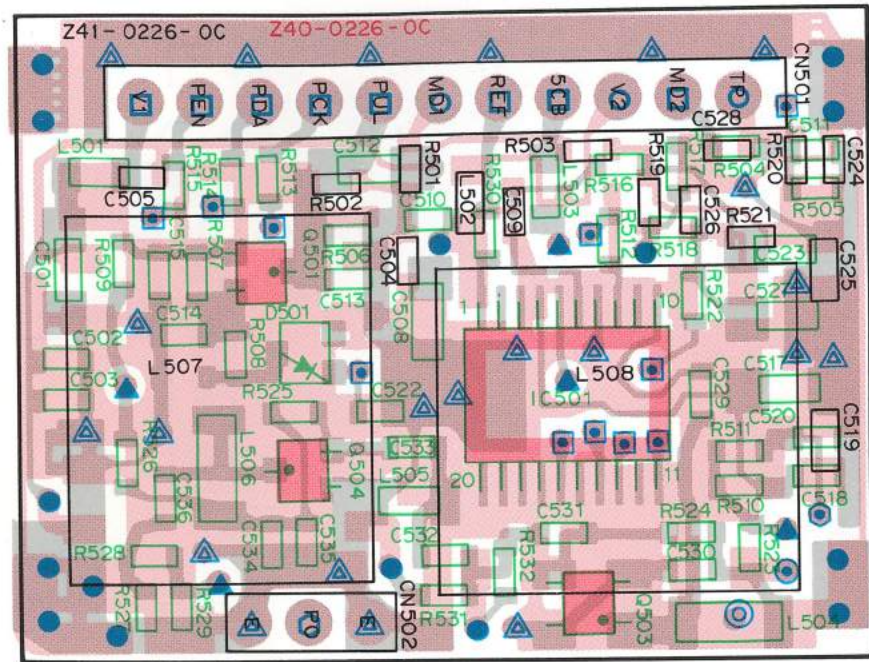 Z41-0226-0C Z40-0226-0C
CN501
V1 PEN PDA PCK PUL MD1 REF 5CB V2 MD2 TP
C528
L501 C512 R503 R517 C511
R515 R514 R513 R501 R530 L503 R519 R504 R520 C524
C505 R502 L502 C509 R516 R505
C510 C526 R521
C515 R507 Q501 R506 C504 R512 R518 C523
C501 R509 C525
C513 R522 C527
C514 D501 C508 1 10
C502 R508
L507 L508 C517
C503 R525 C522 IC501 C529
C520 C519
R526 L506 Q504 C533 R511
L505 20 11 R510
C536 C518
C531 R524
C534 C535 C532 R523
R528 R532 C530
R527 R529 E PO E CN502 R531 Q503 L504